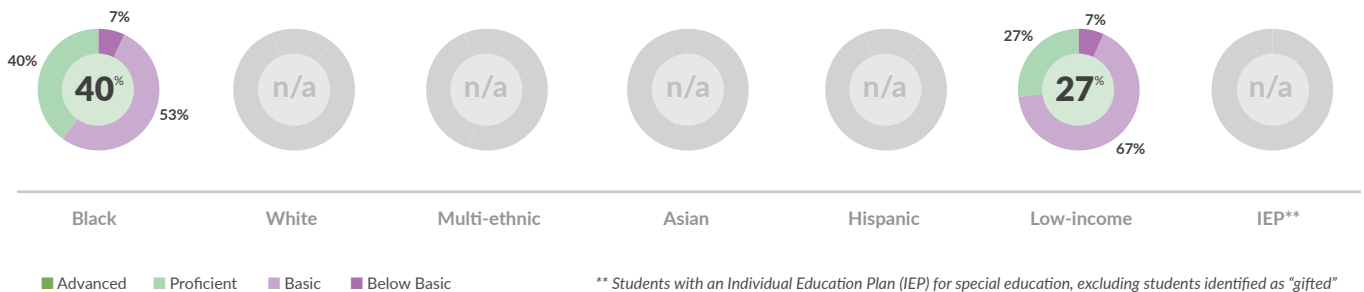 7%
40%
40%
53%
n/a
n/a
n/a
n/a
7%
27%
27%
67%
n/a
Black White Multi-ethnic Asian Hispanic Low-income IEP**
Advanced Proficient Basic Below Basic
** Students with an Individual Education Plan (IEP) for special education, excluding students identified as “gifted”